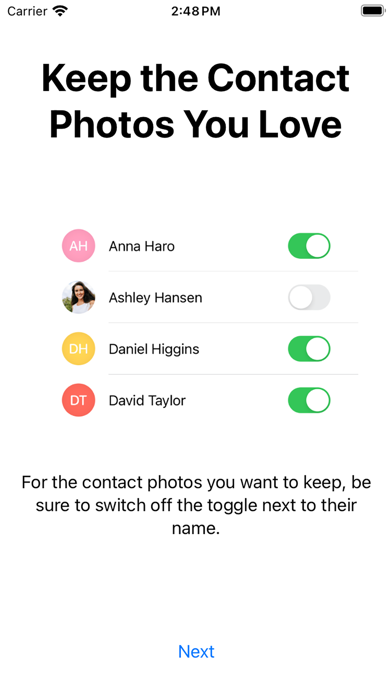 Carrier 2:48 PM
Keep the Contact
Photos You Love
AH Anna Haro
Ashley Hansen
DH Daniel Higgins
DT David Taylor
For the contact photos you want to keep, be
sure to switch off the toggle next to their
name.
Next